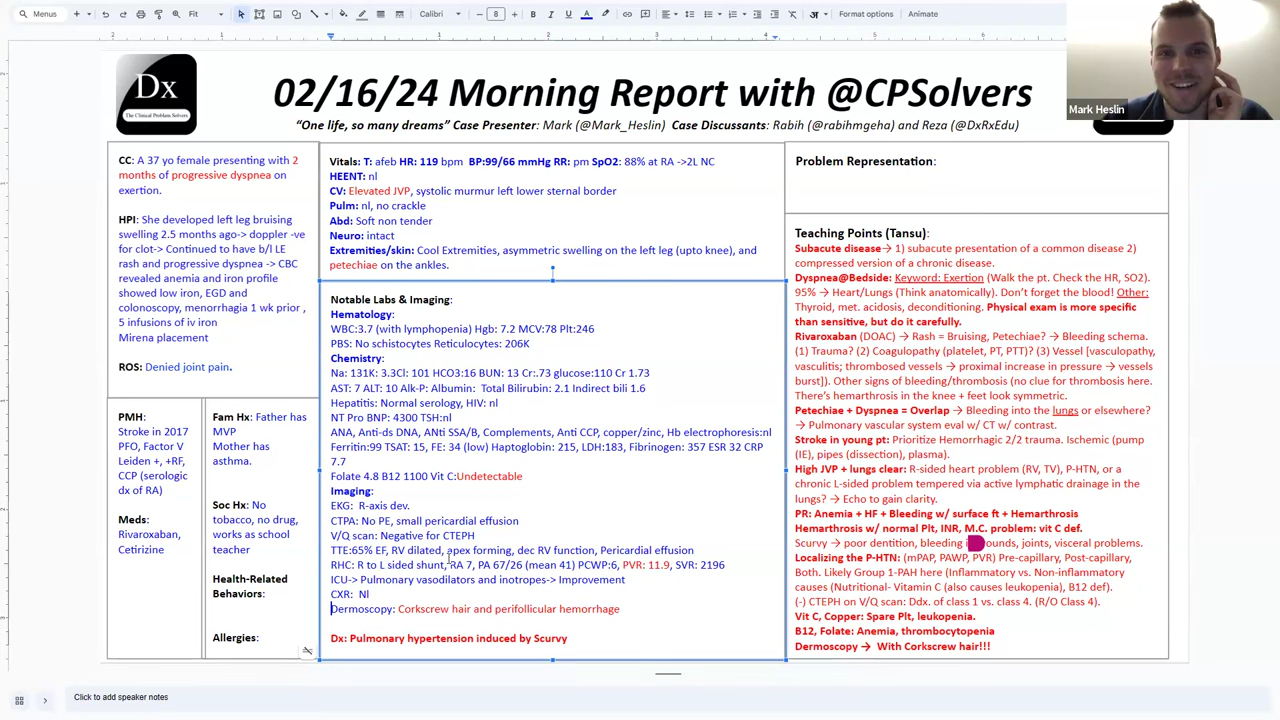 Menus
Fit
Calibri
8
B
I
U
A
Format options
Animate
2
1
1
2
3
4
5
6
Dx
The Clinical Problem Solvers
02/16/24 Morning Report with @CPSolvers
“One life, so many dreams” Case Presenter: Mark (@Mark_Heslin) Case Discussants: Rabih (@rabihmgeha) and Reza (@DxRxEdu)
Mark Heslin
CC: A 37 yo female presenting with 2
months of progressive dyspnea on
exertion.
HPI: She developed left leg bruising
swelling 2.5 months ago-> doppler -ve
for clot-> Continued to have b/l LE
rash and progressive dyspnea -> CBC
revealed anemia and iron profile
showed low iron, EGD and
colonoscopy, menorrhagia 1 wk prior ,
5 infusions of iv iron
Mirena placement
ROS: Denied joint pain.
PMH:
Stroke in 2017
PFO, Factor V
Leiden +, +RF,
CCP (serologic
dx of RA)
Meds:
Rivaroxaban,
Cetirizine
Fam Hx: Father has
MVP
Mother has
asthma.
Soc Hx: No
tobacco, no drug,
works as school
teacher
Health-Related
Behaviors:
Allergies:
Vitals: T: afeb HR: 119 bpm BP:99/66 mmHg RR: pm SpO2: 88% at RA ->2L NC
HEENT: nl
CV: Elevated JVP, systolic murmur left lower sternal border
Pulm: nl, no crackle
Abd: Soft non tender
Neuro: intact
Extremities/skin: Cool Extremities, asymmetric swelling on the left leg (upto knee), and
petechiae on the ankles.
Notable Labs & Imaging:
Hematology:
WBC:3.7 (with lymphopenia) Hgb: 7.2 MCV:78 Plt:246
PBS: No schistocytes Reticulocytes: 206K
Chemistry:
Na: 131K: 3.3Cl: 101 HCO3:16 BUN: 13 Cr:.73 glucose:110 Cr 1.73
AST: 7 ALT: 10 Alk-P: Albumin: Total Bilirubin: 2.1 Indirect bili 1.6
Hepatitis: Normal serology, HIV: nl
NT Pro BNP: 4300 TSH:nl
ANA, Anti-ds DNA, ANti SSA/B, Complements, Anti CCP, copper/zinc, Hb electrophoresis:nl
Ferritin:99 TSAT: 15, FE: 34 (low) Haptoglobin: 215, LDH:183, Fibrinogen: 357 ESR 32 CRP
7.7
Folate 4.8 B12 1100 Vit C:Undetectable
Imaging:
EKG: R-axis dev.
CTPA: No PE, small pericardial effusion
V/Q scan: Negative for CTEPH
TTE:65% EF, RV dilated, apex forming, dec RV function, Pericardial effusion
RHC: R to L sided shunt, RA 7, PA 67/26 (mean 41) PCWP:6, PVR: 11.9, SVR: 2196
ICU-> Pulmonary vasodilators and inotropes-> Improvement
CXR: Nl
Dermoscopy: Corkscrew hair and perifollicular hemorrhage
Dx: Pulmonary hypertension induced by Scurvy
Problem Representation:
Teaching Points (Tansu):
Subacute disease→ 1) subacute presentation of a common disease 2)
compressed version of a chronic disease.
Dyspnea@Bedside: Keyword: Exertion (Walk the pt. Check the HR, SO2).
95% → Heart/Lungs (Think anatomically). Don’t forget the blood! Other:
Thyroid, met. acidosis, deconditioning. Physical exam is more specific
than sensitive, but do it carefully.
Rivaroxaban (DOAC) → Rash = Bruising, Petechiae? → Bleeding schema.
(1) Trauma? (2) Coagulopathy (platelet, PT, PTT)? (3) Vessel [vasculopathy,
vasculitis; thrombosed vessels → proximal increase in pressure → vessels
burst]). Other signs of bleeding/thrombosis (no clue for thrombosis here.
There’s hemarthrosis in the knee + feet look symmetric.
Petechiae + Dyspnea = Overlap → Bleeding into the lungs or elsewhere?
→ Pulmonary vascular system eval w/ CT w/ contrast.
Stroke in young pt: Prioritize Hemorrhagic 2/2 trauma. Ischemic (pump
(IE), pipes (dissection), plasma).
High JVP + lungs clear: R-sided heart problem (RV, TV), P-HTN, or a
chronic L-sided problem tempered via active lymphatic drainage in the
lungs? → Echo to gain clarity.
PR: Anemia + HF + Bleeding w/ surface ft + Hemarthrosis
Hemarthrosis w/ normal Plt, INR, M.C. problem: vit C def.
Scurvy → poor dentition, bleeding ounds, joints, visceral problems.
Localizing the P-HTN: (mPAP, PAWP, PVR) Pre-capillary, Post-capillary,
Both. Likely Group 1-PAH here (Inflammatory vs. Non-inflammatory
causes (Nutritional- Vitamin C (also causes leukopenia), B12 def).
(-) CTEPH on V/Q scan: Ddx. of class 1 vs. class 4. (R/O Class 4).
Vit C, Copper: Spare Plt, leukopenia.
B12, Folate: Anemia, thrombocytopenia
Dermoscopy → With Corkscrew hair!!!
Click to add speaker notes